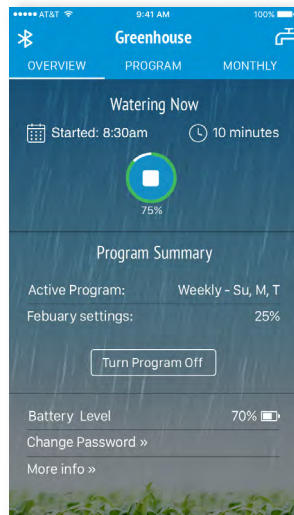 AT&T 9:41 AM 100%
Greenhouse
OVERVIEW PROGRAM MONTHLY
Watering Now
Started: 8:30am 10 minutes
75%
Program Summary
Active Program: Weekly - Su, M, T
Febuary settings: 25%
Turn Program Off
Battery Level 70%
Change Password »
More info »